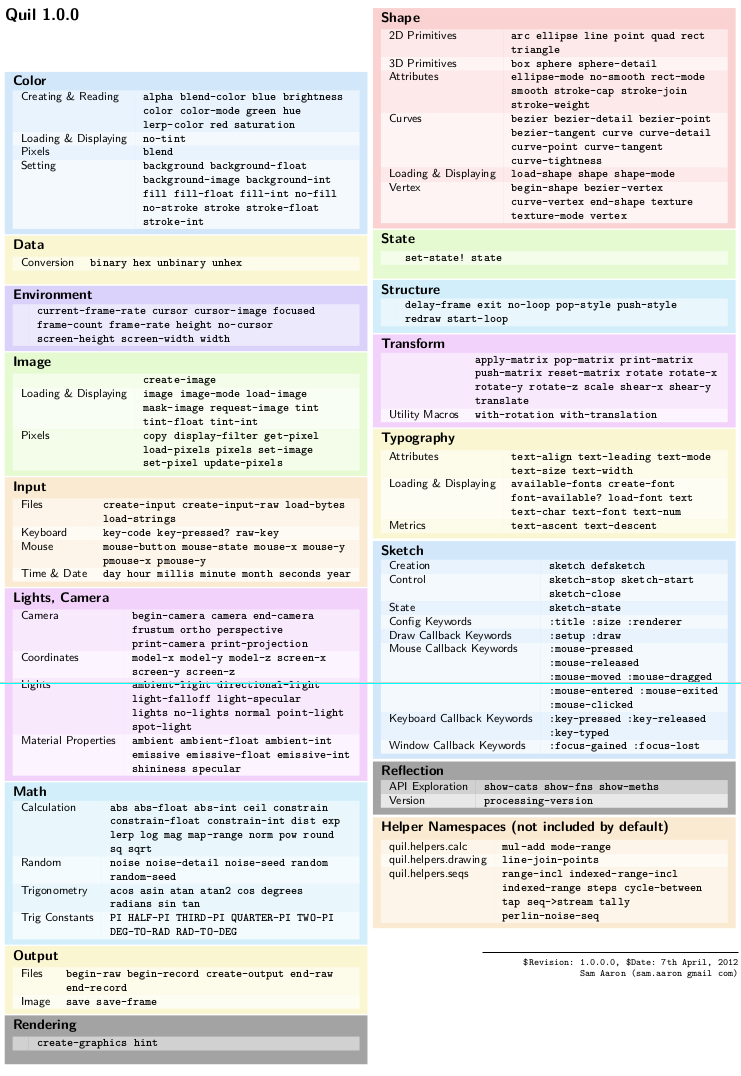 Quil 1.0.0
Color
Creating & Reading alpha blend-color blue brightness
color color-mode green hue
lerp-color red saturation
Loading & Displaying no-tint
Pixels blend
Setting background background-float
background-image background-int
fill fill-float fill-int no-fill
no-stroke stroke stroke-float
stroke-int
Data
Conversion binary hex unbinary unhex
Environment
current-frame-rate cursor cursor-image focused
frame-count frame-rate height no-cursor
screen-height screen-width width
Image
create-image
Loading & Displaying image image-mode load-image
mask-image request-image tint
tint-float tint-int
Pixels copy display-filter get-pixel
load-pixels pixels set-image
set-pixel update-pixels
Input
Files create-input create-input-raw load-bytes
load-strings
Keyboard key-code key-pressed? raw-key
Mouse mouse-button mouse-state mouse-x mouse-y
pmouse-x pmouse-y
Time & Date day hour millis minute month seconds year
Lights, Camera
Camera begin-camera camera end-camera
frustum ortho perspective
print-camera print-projection
Coordinates model-x model-y model-z screen-x
screen-y screen-z
Lights ambient-light directional-light
light-falloff light-specular
lights no-lights normal point-light
spot-light
Material Properties ambient ambient-float ambient-int
emissive emissive-float emissive-int
shininess specular
Math
Calculation abs abs-float abs-int ceil constrain
constrain-float constrain-int dist exp
lerp log mag map-range norm pow round
sq sqrt
Random noise noise-detail noise-seed random
random-seed
Trigonometry acos asin atan atan2 cos degrees
radians sin tan
Trig Constants PI HALF-PI THIRD-PI QUARTER-PI TWO-PI
DEG-TO-RAD RAD-TO-DEG
Output
Files begin-raw begin-record create-output end-raw
end-record
Image save save-frame
Rendering
create-graphics hint
Shape
2D Primitives arc ellipse line point quad rect
triangle
3D Primitives box sphere sphere-detail
Attributes ellipse-mode no-smooth rect-mode
smooth stroke-cap stroke-join
stroke-weight
Curves bezier bezier-detail bezier-point
bezier-tangent curve curve-detail
curve-point curve-tangent
curve-tightness
Loading & Displaying load-shape shape shape-mode
Vertex begin-shape bezier-vertex
curve-vertex end-shape texture
texture-mode vertex
State
set-state! state
Structure
delay-frame exit no-loop pop-style push-style
redraw start-loop
Transform
apply-matrix pop-matrix print-matrix
push-matrix reset-matrix rotate rotate-x
rotate-y rotate-z scale shear-x shear-y
translate
Utility Macros with-rotation with-translation
Typography
Attributes text-align text-leading text-mode
text-size text-width
Loading & Displaying available-fonts create-font
font-available? load-font text
text-char text-font text-num
Metrics text-ascent text-descent
Sketch
Creation sketch defsketch
Control sketch-stop sketch-start
sketch-close
State sketch-state
Config Keywords :title :size :renderer
Draw Callback Keywords :setup :draw
Mouse Callback Keywords :mouse-pressed
:mouse-released
:mouse-moved :mouse-dragged
:mouse-entered :mouse-exited
:mouse-clicked
Keyboard Callback Keywords :key-pressed :key-released
:key-typed
Window Callback Keywords :focus-gained :focus-lost
Reflection
API Exploration show-cats show-fns show-meths
Version processing-version
Helper Namespaces (not included by default)
quil.helpers.calc mul-add mode-range
quil.helpers.drawing line-join-points
quil.helpers.seqs range-incl indexed-range-incl
indexed-range steps cycle-between
tap seq->stream tally
perlin-noise-seq
$Revision: 1.0.0.0, $Date: 7th April, 2012
Sam Aaron (sam.aaron gmail com)